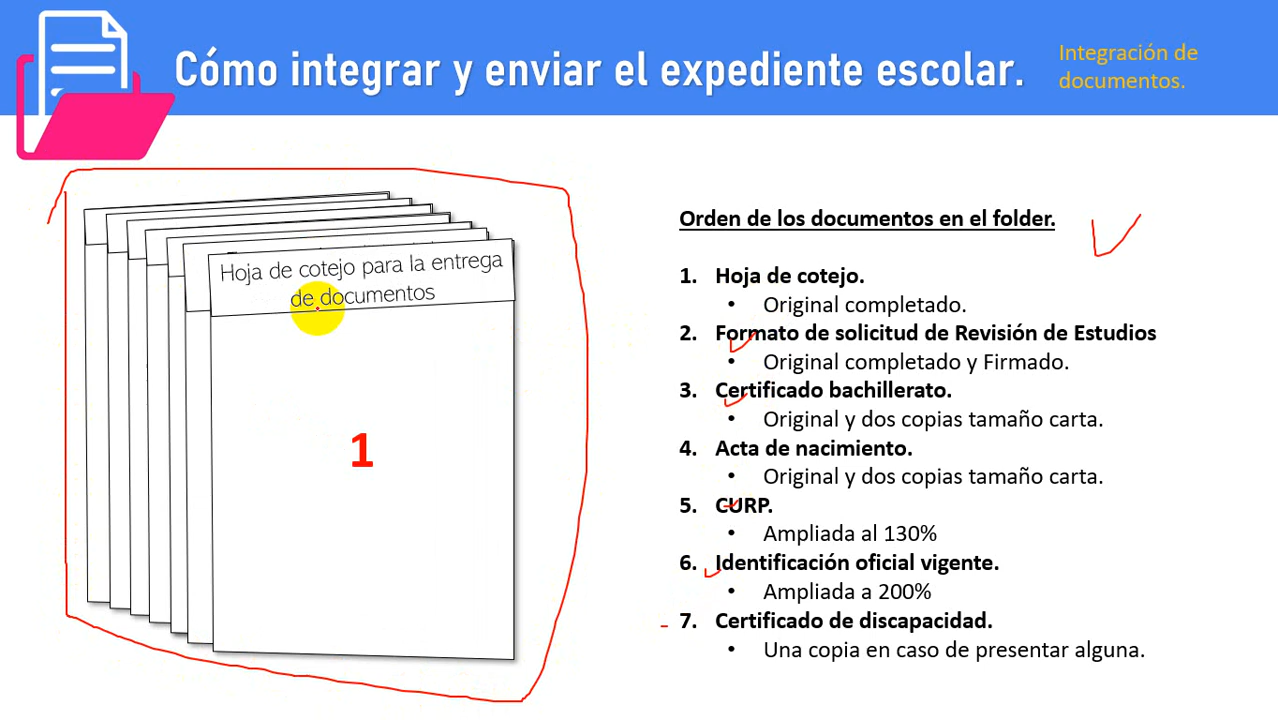 Cómo integrar y enviar el expediente escolar.
Integración de
documentos.
Hoja de cotejo para la entrega
de documentos
1
Orden de los documentos en el folder.
1. Hoja de cotejo.
• Original completado.
2. Formato de solicitud de Revisión de Estudios
• Original completado y Firmado.
3. Certificado bachillerato.
• Original y dos copias tamaño carta.
4. Acta de nacimiento.
• Original y dos copias tamaño carta.
5. CURP.
• Ampliada al 130%
6. Identificación oficial vigente.
• Ampliada a 200%
7. Certificado de discapacidad.
• Una copia en caso de presentar alguna.